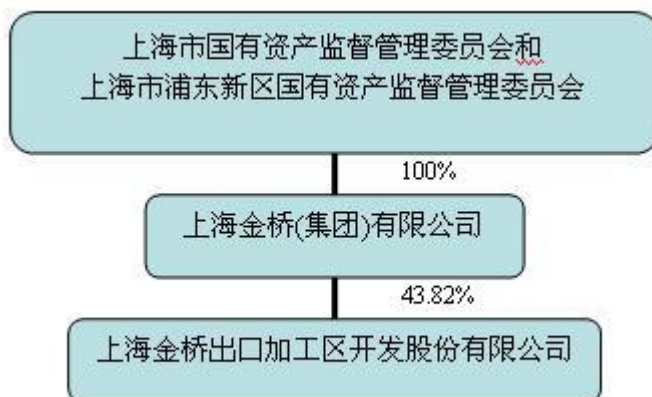 上海市国有资产监督管理委员会和
上海市浦东新区国有资产监督管理委员会
100%
上海金桥(集团)有限公司
43.82%
上海金桥出口加工区开发股份有限公司